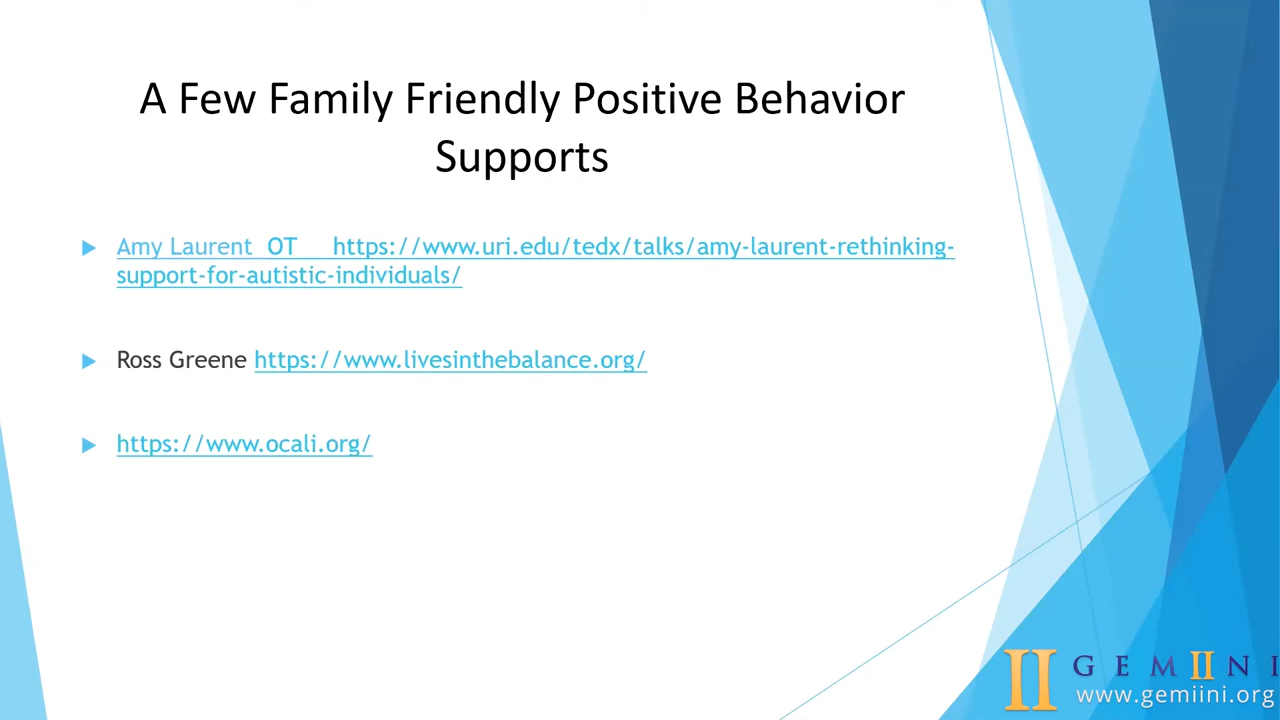 A Few Family Friendly Positive Behavior
Supports
Amy Laurent OT https://www.uri.edu/tedx/talks/amy-laurent-rethinking-
support-for-autistic-individuals/
Ross Greene https://www.livesinthebalance.org/
https://www.ocali.org/
II GEMIINI
www.gemiini.org